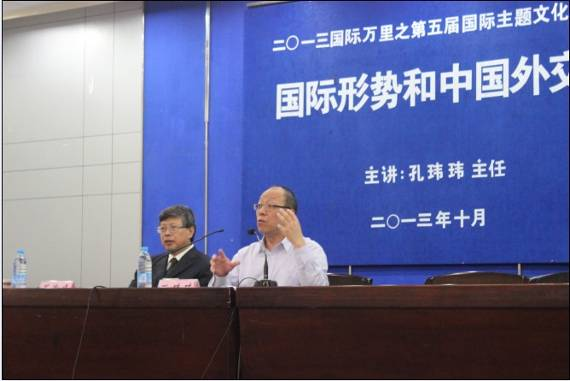 二〇一三国际万里之第五届国际主题文化
国际形势和中国外交
主讲:孔玮玮 主任
二〇一三年十月